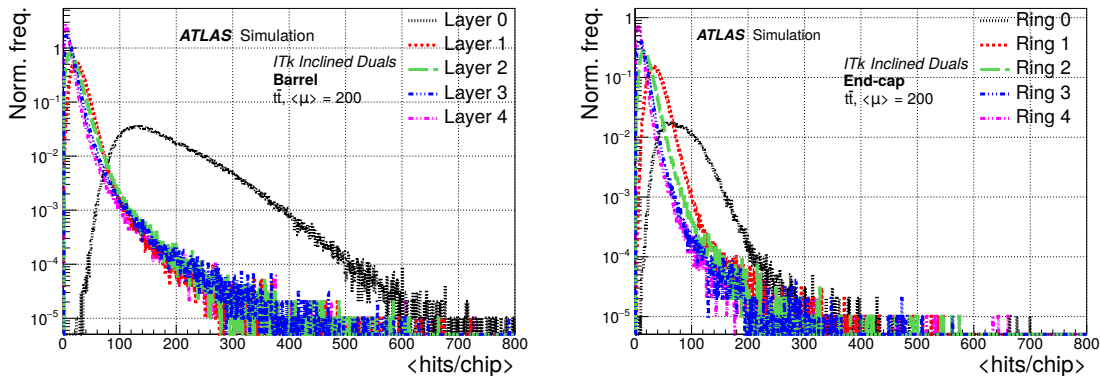 Norm. freq.
ATLAS Simulation
ITk Inclined Duals
Barrel
tt̄, <μ> = 200
Layer 0
Layer 1
Layer 2
Layer 3
Layer 4
1
10⁻¹
10⁻²
10⁻³
10⁻⁴
10⁻⁵
0 100 200 300 400 500 600 700 800
<hits/chip>
Norm. freq.
ATLAS Simulation
ITk Inclined Duals
End-cap
tt̄, <μ> = 200
Ring 0
Ring 1
Ring 2
Ring 3
Ring 4
1
10⁻¹
10⁻²
10⁻³
10⁻⁴
10⁻⁵
0 100 200 300 400 500 600 700 800
<hits/chip>